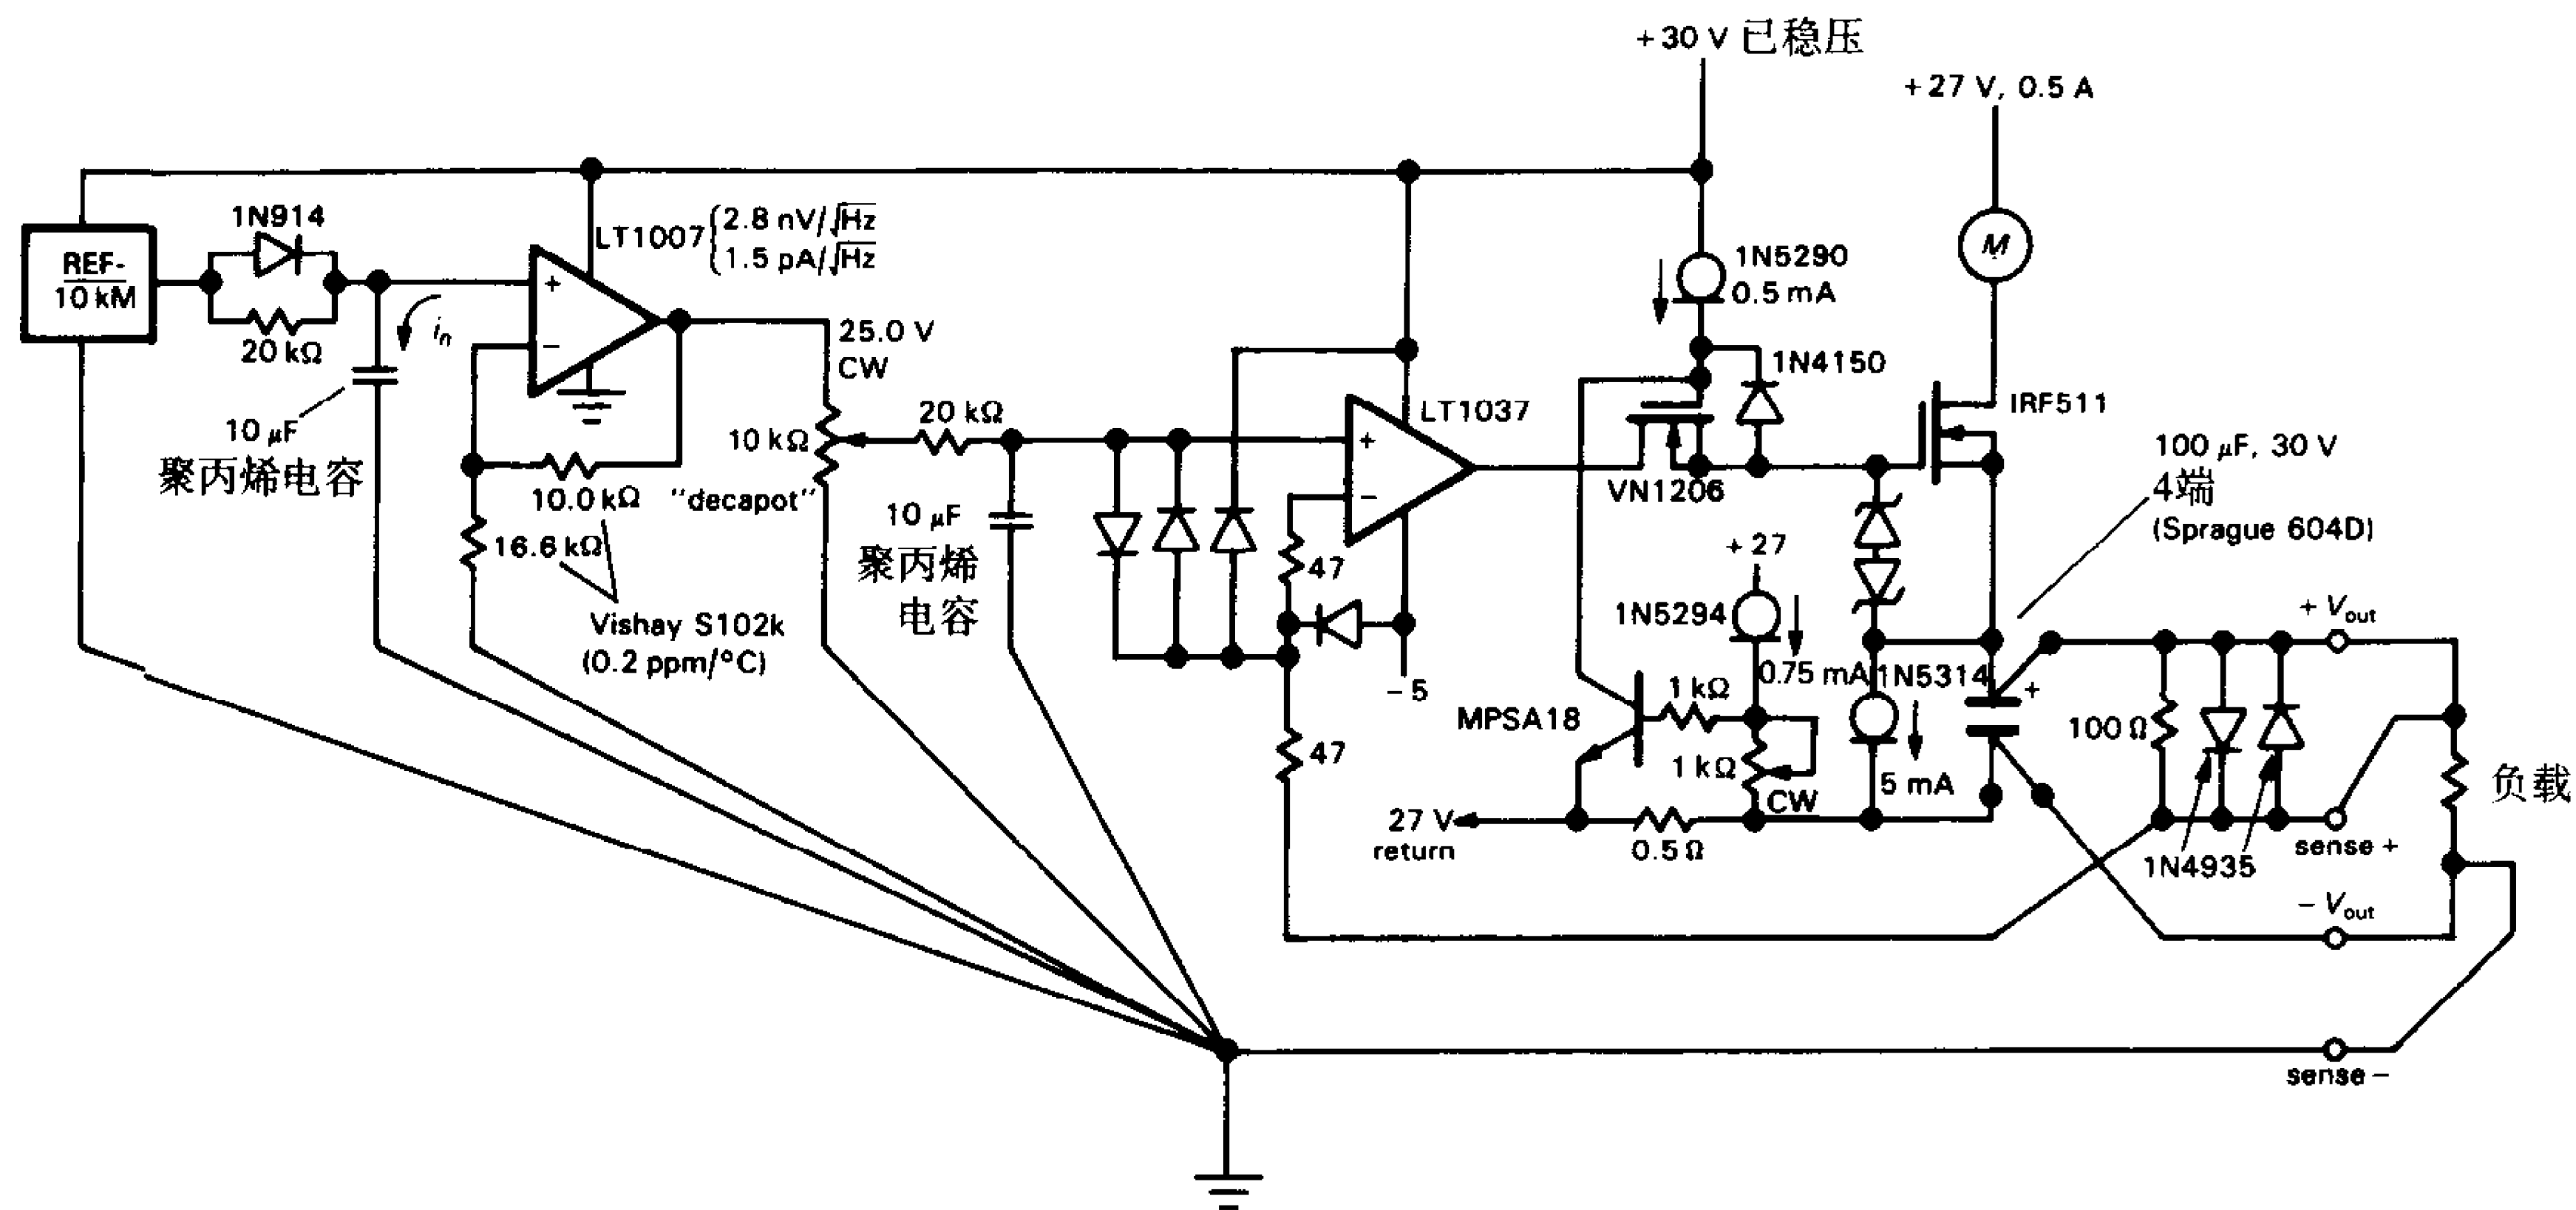 +30 V 已稳压
+27 V, 0.5 A
1N914
LT1007
2.8 nV/√Hz
1.5 pA/√Hz
REF-
10 kM
+
iₙ
20 kΩ
−
10 μF
聚丙烯电容
25.0 V
CW
10 kΩ
"decapot"
10.0 kΩ
16.6 kΩ
Vishay S102k
(0.2 ppm/°C)
20 kΩ
10 μF
聚丙烯
电容
LT1037
+
−
47
−5
47
1N5290
0.5 mA
1N4150
VN1206
M
IRF511
100 μF, 30 V
4端
(Sprague 604D)
+27
1N5294
0.75 mA
1N5314
MPSA18
1 kΩ
1 kΩ
CW
5 mA
+
27 V
return
0.5 Ω
100 Ω
1N4935
+ Vout
sense +
负载
− Vout
sense −